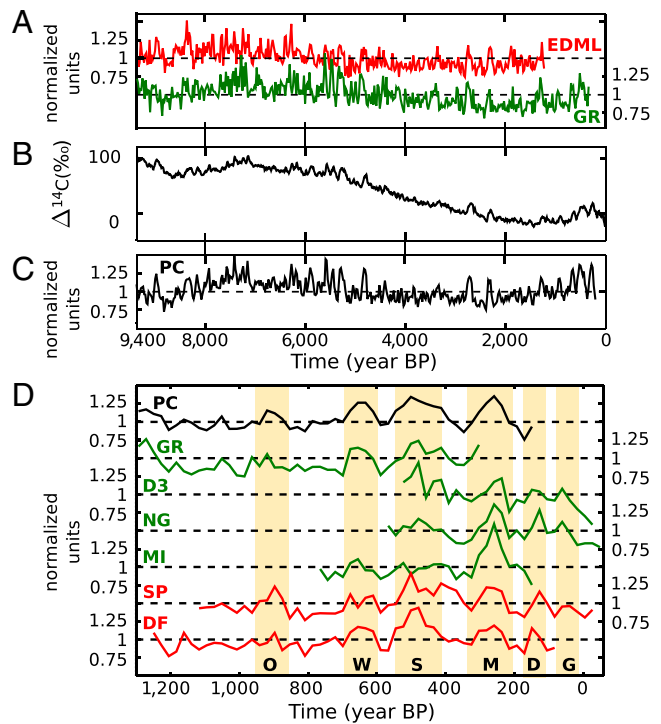 A
normalized
units
1.25
1
0.75
EDML
GR
1.25
1
0.75
B
Δ¹⁴C(‰)
100
0
C
normalized
units
1.25
1
0.75
PC
9,400 8,000 6,000 4,000 2,000 0
Time (year BP)
D
normalized
units
1.25
PC
1
0.75
GR
1.25
1
D3
1.25
1
0.75
0.75
NG
1.25
1
1.25
1
0.75
MI
1
0.75
SP
1.25
1
0.75
DF
1.25
1
0.75
O W S M D G
1,200 1,000 800 600 400 200 0
Time (year BP)